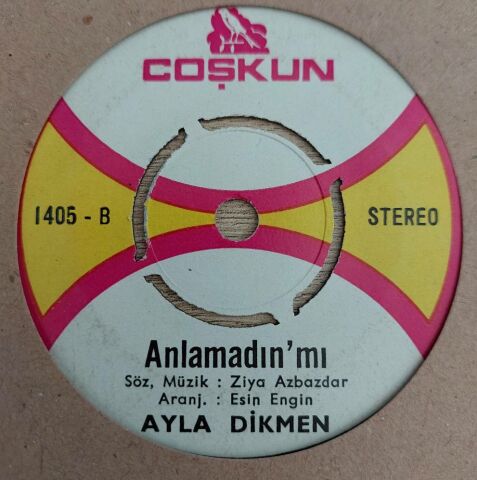 COŞKUN
1405 - B
STEREO
Anlamadın'mı
Söz, Müzik : Ziya Azbazdar
Aranj. : Esin Engin
AYLA DİKMEN